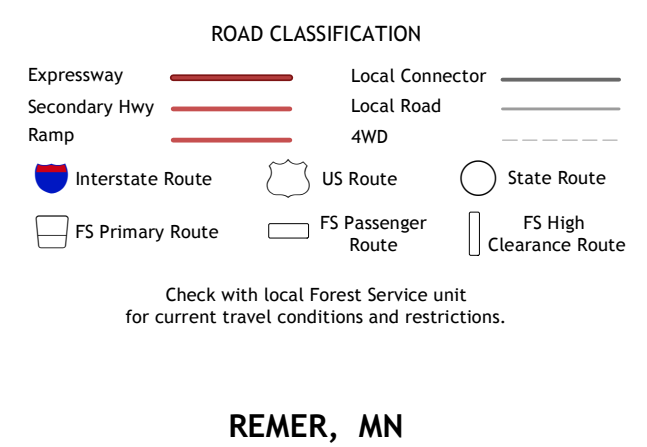 ROAD CLASSIFICATION
Expressway
Local Connector
Secondary Hwy
Local Road
Ramp
4WD
Interstate Route
US Route
State Route
FS Primary Route
FS Passenger
Route
FS High
Clearance Route
Check with local Forest Service unit
for current travel conditions and restrictions.
REMER, MN